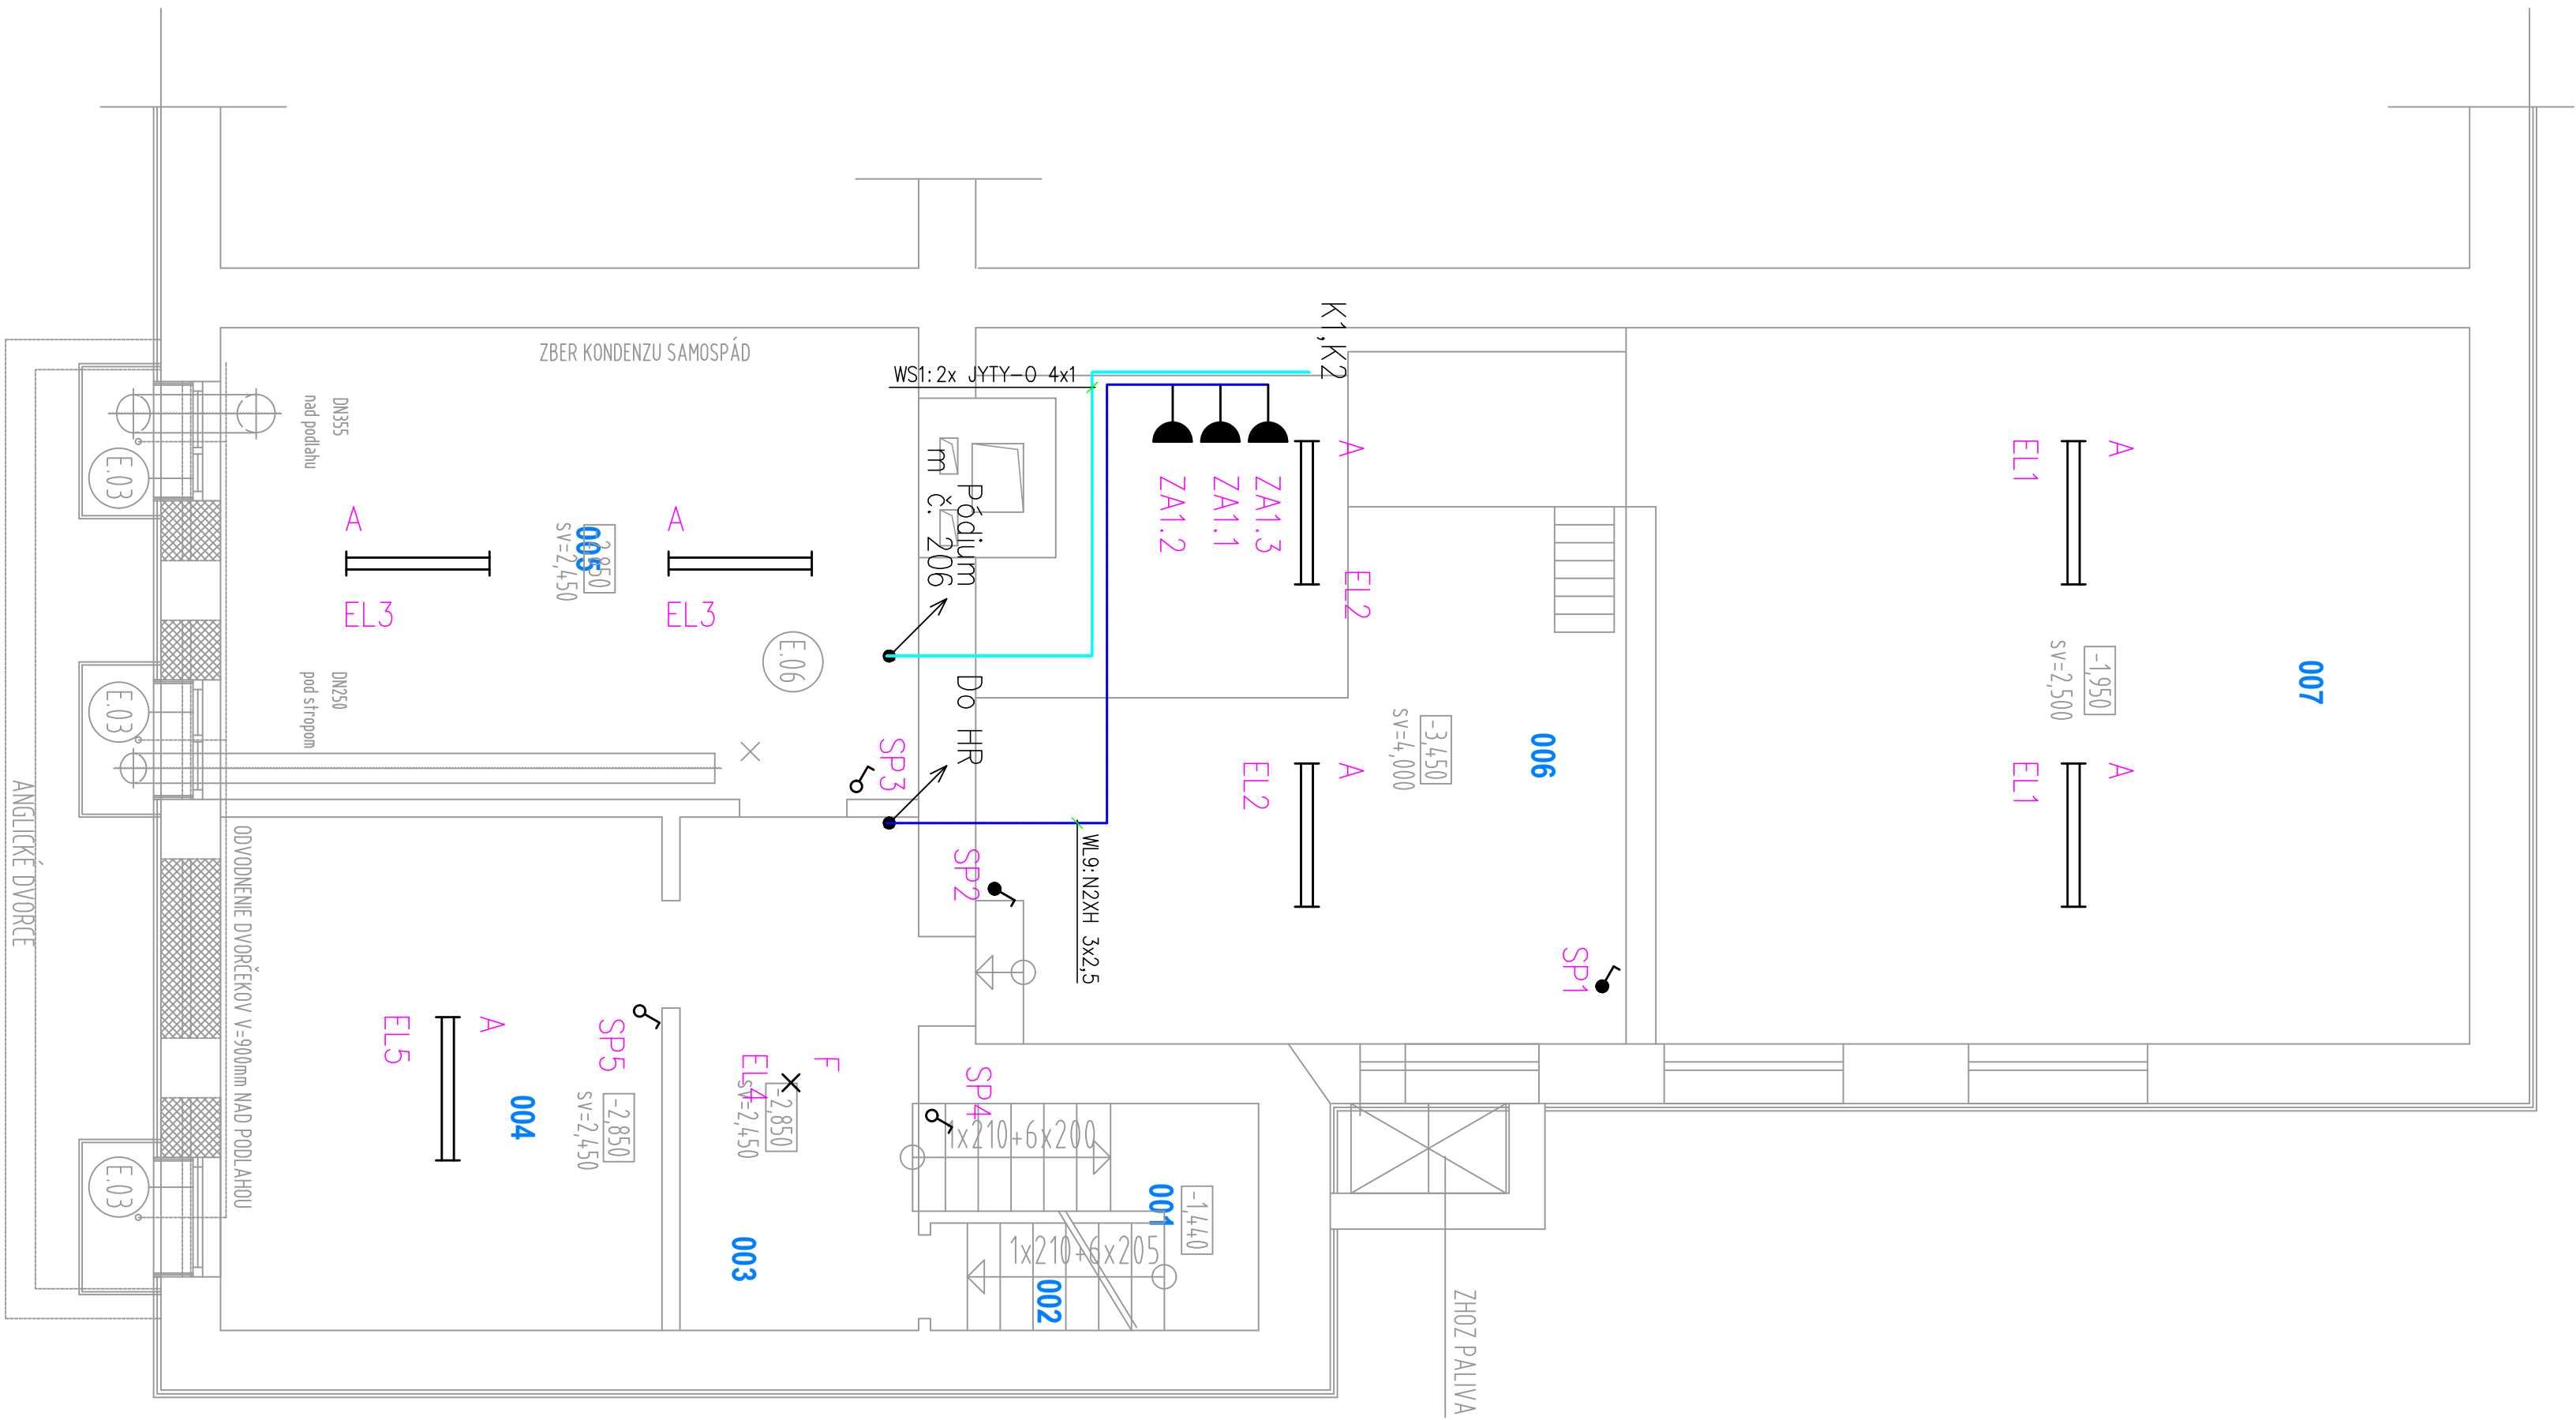 K1,K2
ZBER KONDENZU SAMOSPÁD
WS1: 2x JYTY-O 4x1
DN355
nad podlahu
E.03
A
EL3
005
-2,850
sv=2,450
A
EL3
E.06
Pódium
m č. 206
ZA1.2
ZA1.1
ZA1.3
A
EL2
EL1
A
DN250
pod stropom
E.03
SP3
Do HR
-3,450
sv=4,000
006
-1,950
sv=2,500
007
EL2
A
EL1
A
ANGLICKÉ DVORCE
ODVODNENIE DVORČEKOV V=900mm NAD PODLAHOU
SP2
WL9: N2XH 3x2,5
SP1
EL5
A
SP5
EL4
F
SP4
004
-2,850
sv=2,450
-2,850
sv=2,450
1x210+6x200
E.03
003
001
-1,440
1x210+6x205
002
ZHOZ PALIVA